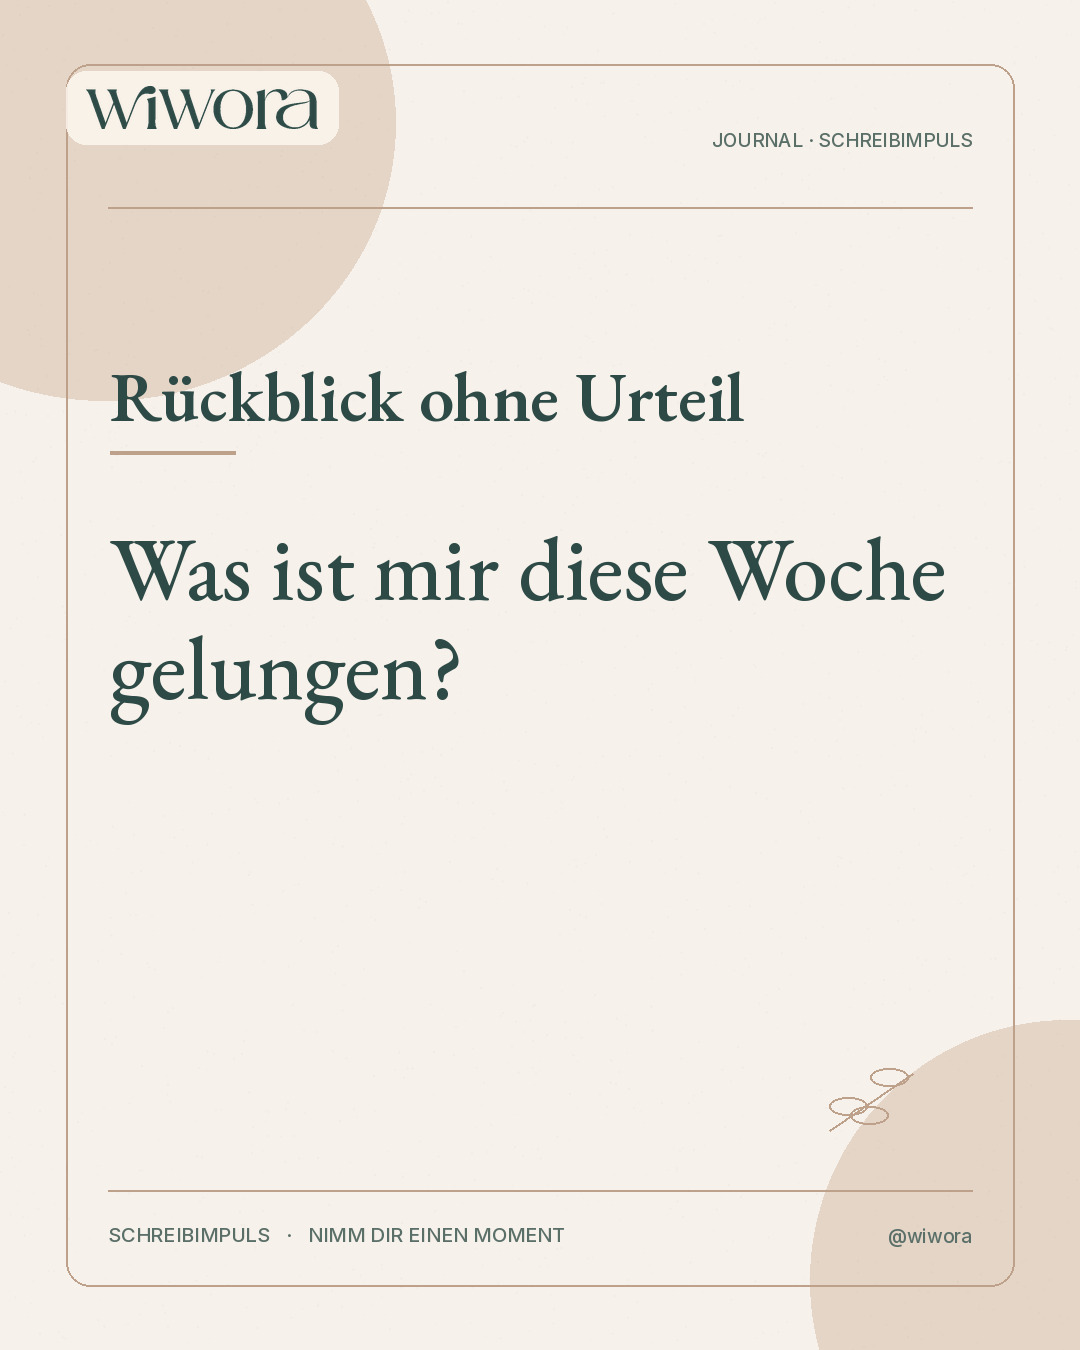 wiwora
JOURNAL · SCHREIBIMPULS
Rückblick ohne Urteil
Was ist mir diese Woche
gelungen?
SCHREIBIMPULS · NIMM DIR EINEN MOMENT
@wiwora